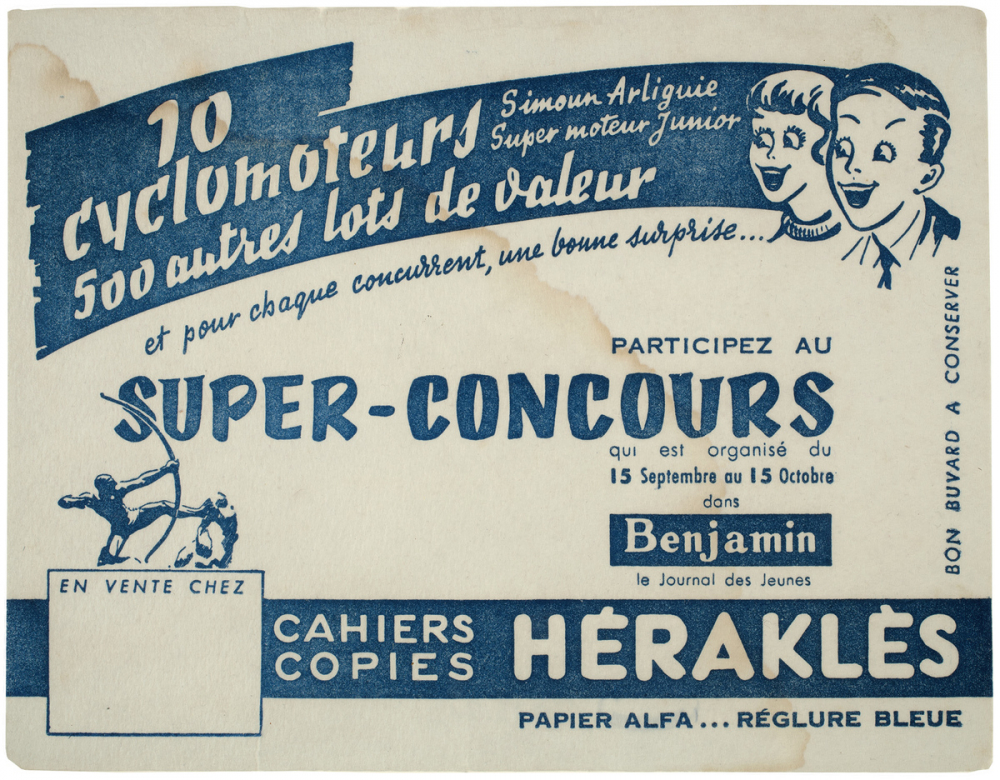 10
cyclomoteurs
Simoun Arliguie
Super moteur Junior
500 autres lots de valeur
et pour chaque concurrent, une bonne surprise...
PARTICIPEZ AU
SUPER-CONCOURS
qui est organisé du
15 Septembre au 15 Octobre
dans
Benjamin
le Journal des Jeunes
BON BUVARD A CONSERVER
EN VENTE CHEZ
CAHIERS
COPIES
HÉRAKLÈS
PAPIER ALFA... RÉGLURE BLEUE